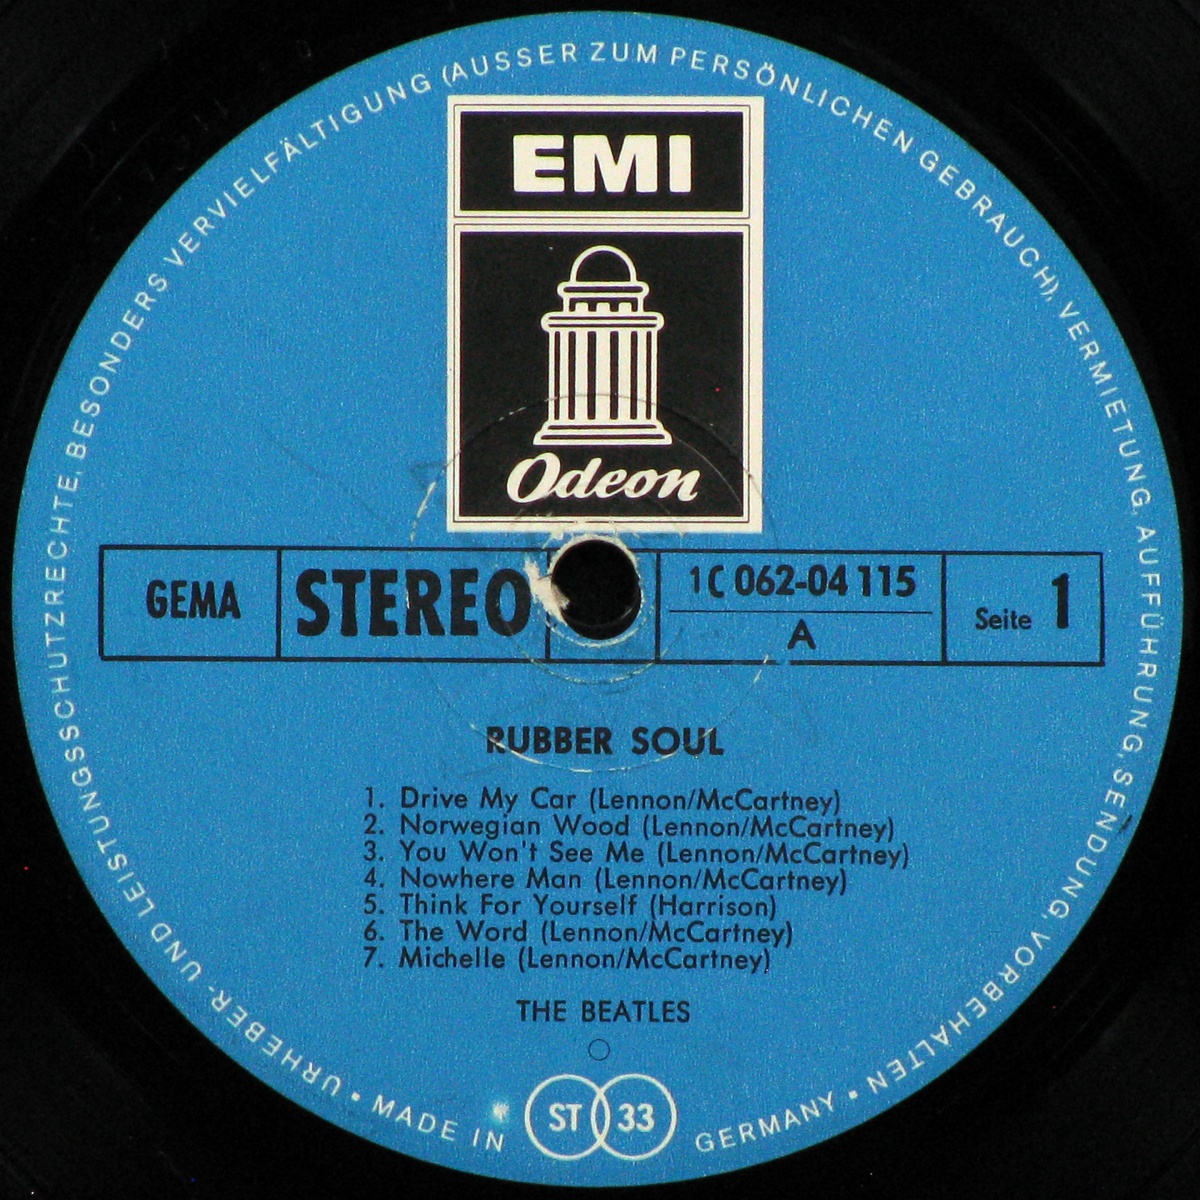 URHEBER- UND LEISTUNGSSCHUTZRECHTE, BESONDERS VERVIELFÄLTIGUNG (AUSSER ZUM PERSÖNLICHEN GEBRAUCH), VERMIETUNG, AUFFÜHRUNG, SENDUNG, VORBEHALTEN
EMI
Odeon
GEMA
STEREO
1C 062-04 115
A
Seite 1
RUBBER SOUL
1. Drive My Car (Lennon/McCartney)
2. Norwegian Wood (Lennon/McCartney)
3. You Won't See Me (Lennon/McCartney)
4. Nowhere Man (Lennon/McCartney)
5. Think For Yourself (Harrison)
6. The Word (Lennon/McCartney)
7. Michelle (Lennon/McCartney)
THE BEATLES
ST 33
• MADE IN GERMANY •